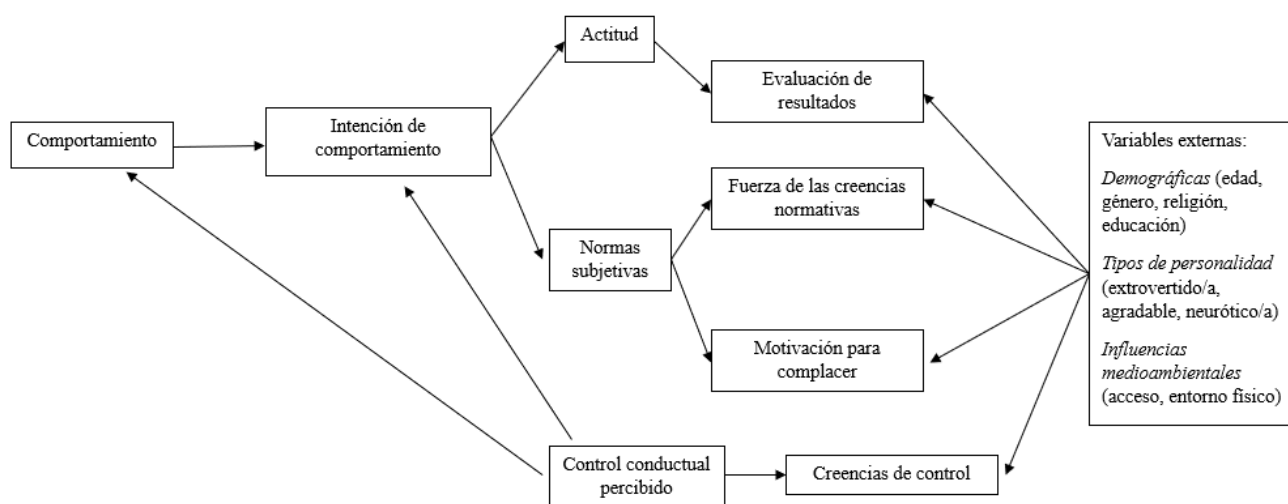 Actitud
Evaluación de
resultados
Comportamiento
Intención de
comportamiento
Fuerza de las creencias
normativas
Normas
subjetivas
Motivación para
complacer
Control conductual
percibido
Creencias de control
Variables externas:
Demográficas (edad,
género, religión,
educación)
Tipos de personalidad
(extrovertido/a,
agradable, neurótico/a)
Influencias
medioambientales
(acceso, entorno físico)